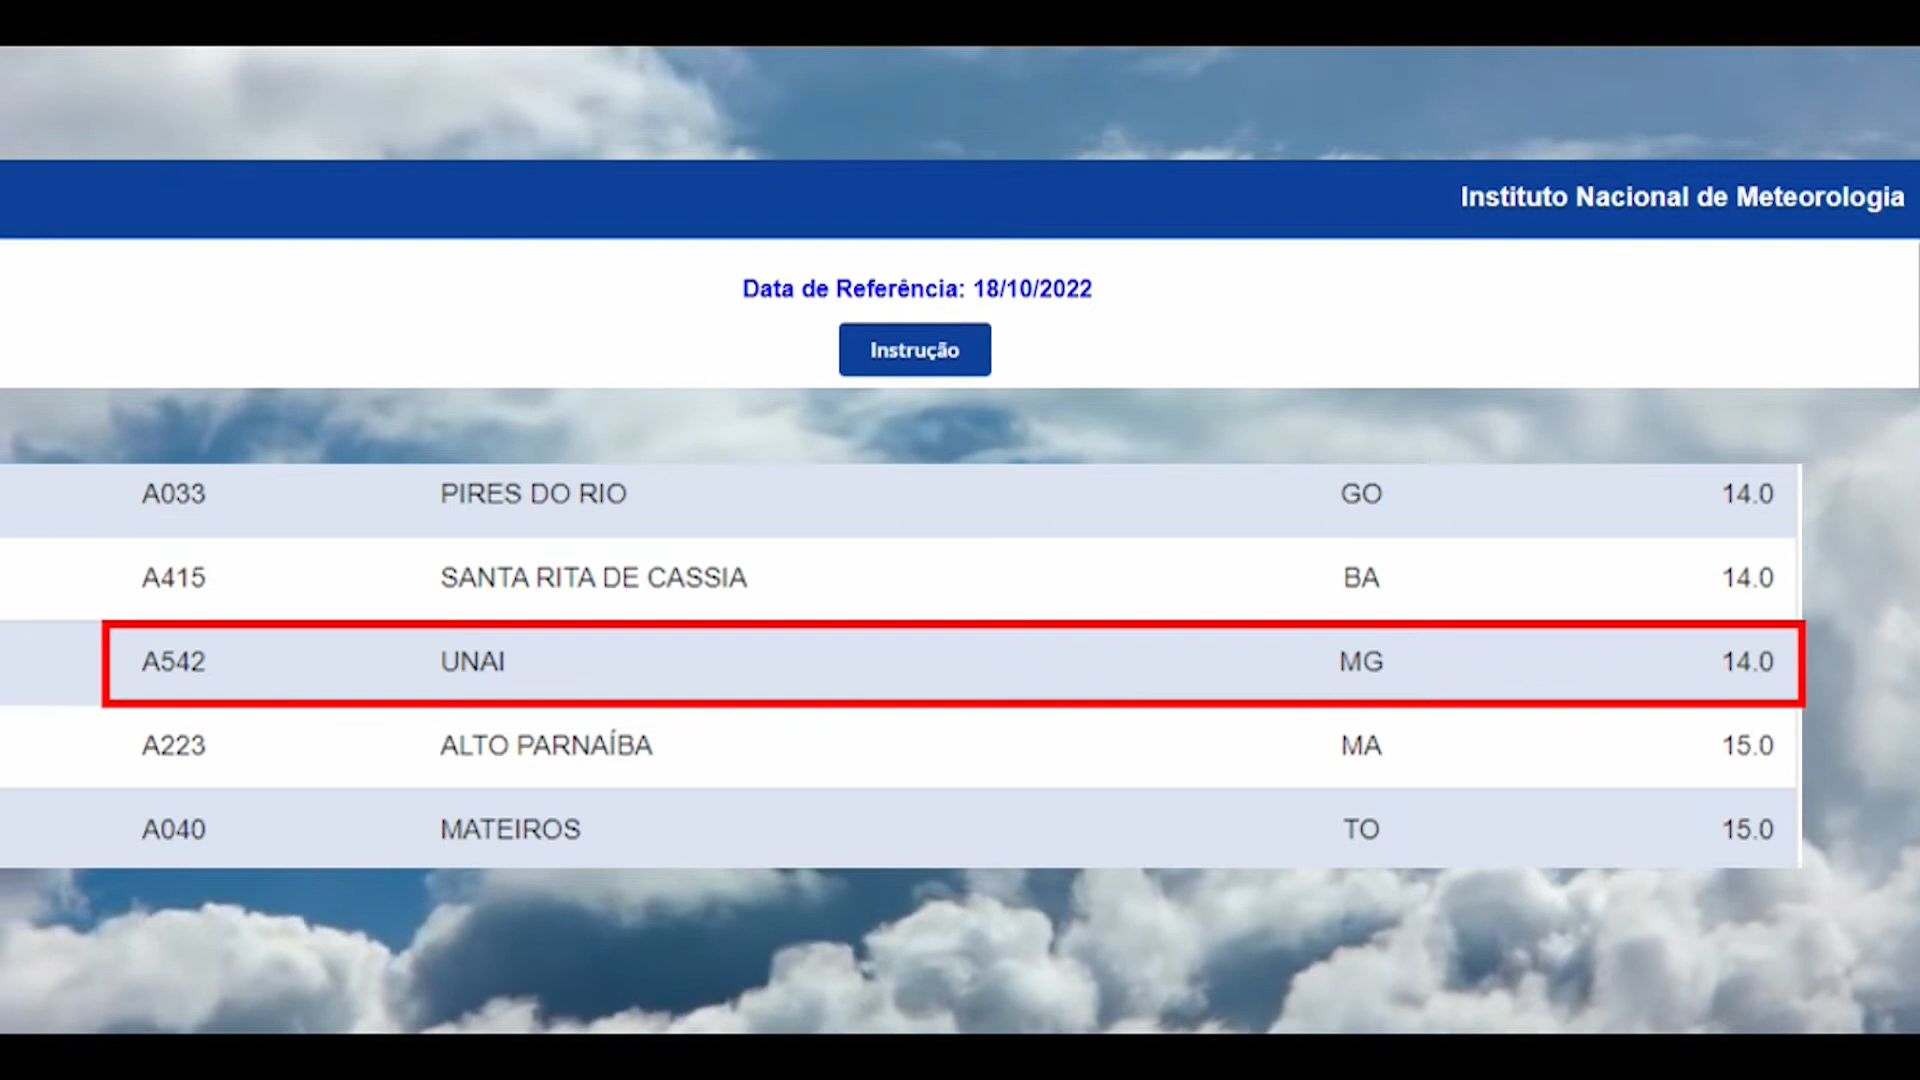 Instituto Nacional de Meteorologia
Data de Referência: 18/10/2022
Instrução
A033 PIRES DO RIO GO 14.0
A415 SANTA RITA DE CASSIA BA 14.0
A542 UNAI MG 14.0
A223 ALTO PARNAÍBA MA 15.0
A040 MATEIROS TO 15.0